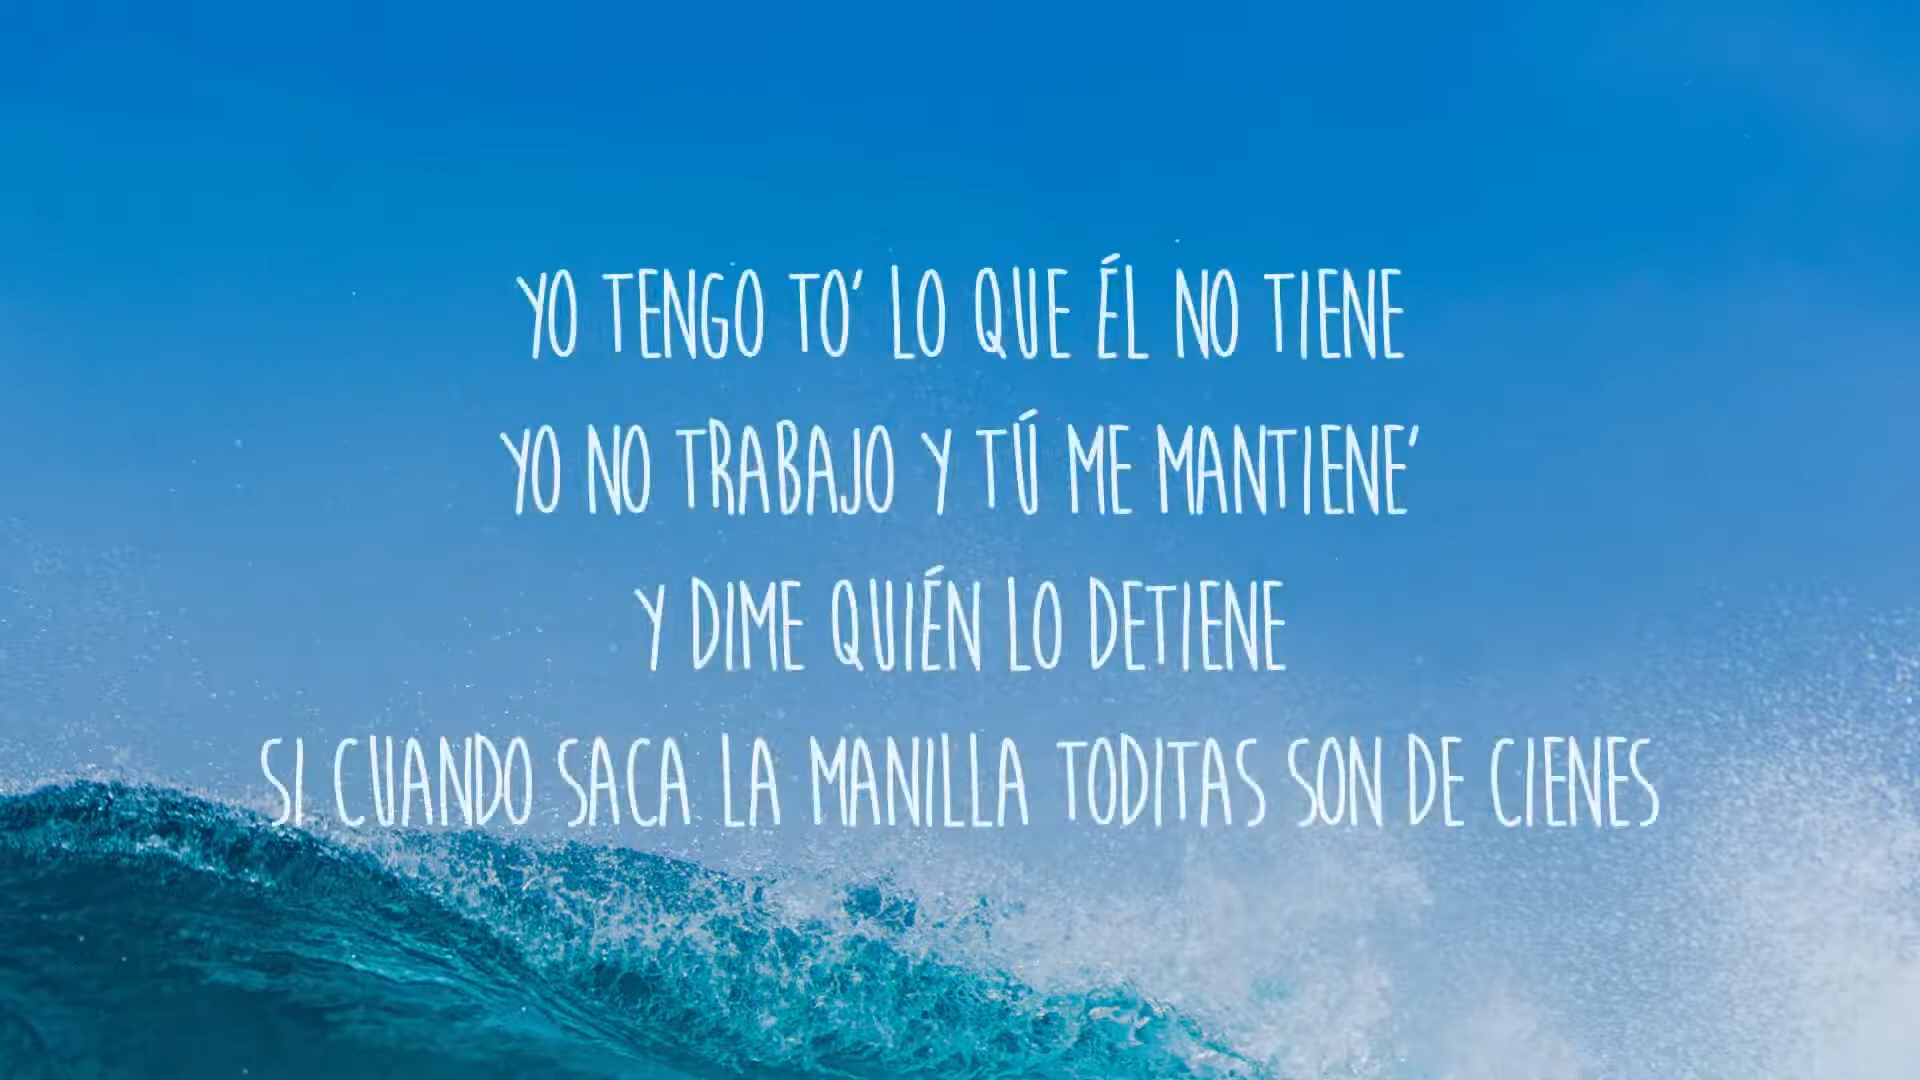 YO TENGO TO' LO QUE ÉL NO TIENE
YO NO TRABAJO Y TÚ ME MANTIENE'
Y DIME QUIÉN LO DETIENE
SI CUANDO SACA LA MANILLA TODITAS SON DE CIENES